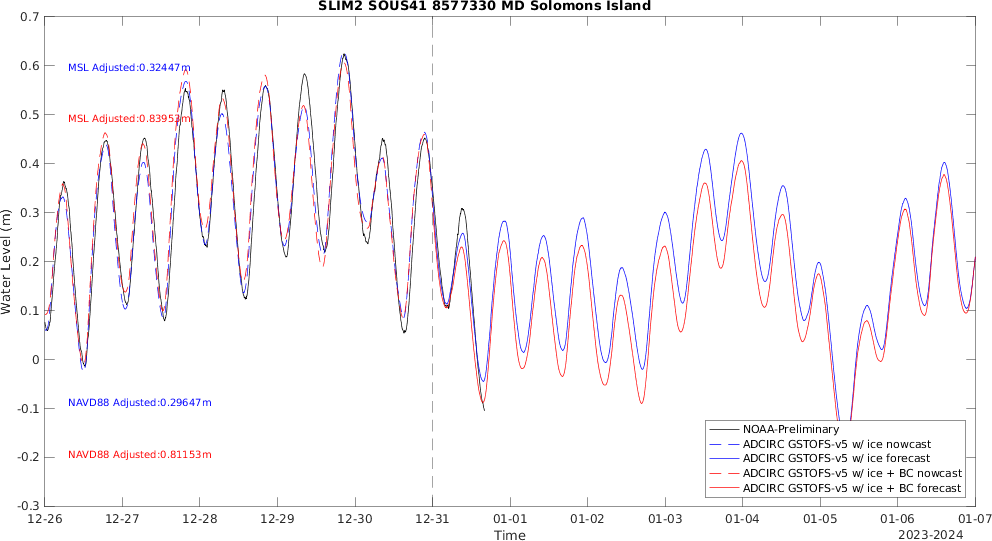 SLIM2 SOUS41 8577330 MD Solomons Island
0.7
0.6
0.5
0.4
0.3
0.2
0.1
0
-0.1
-0.2
-0.3
Water Level (m)
MSL Adjusted:0.32447m
MSL Adjusted:0.83953m
NAVD88 Adjusted:0.29647m
NAVD88 Adjusted:0.81153m
NOAA-Preliminary
ADCIRC GSTOFS-v5 w/ ice nowcast
ADCIRC GSTOFS-v5 w/ ice forecast
ADCIRC GSTOFS-v5 w/ ice + BC nowcast
ADCIRC GSTOFS-v5 w/ ice + BC forecast
12-26 12-27 12-28 12-29 12-30 12-31 01-01 01-02 01-03 01-04 01-05 01-06 01-07
Time
2023-2024